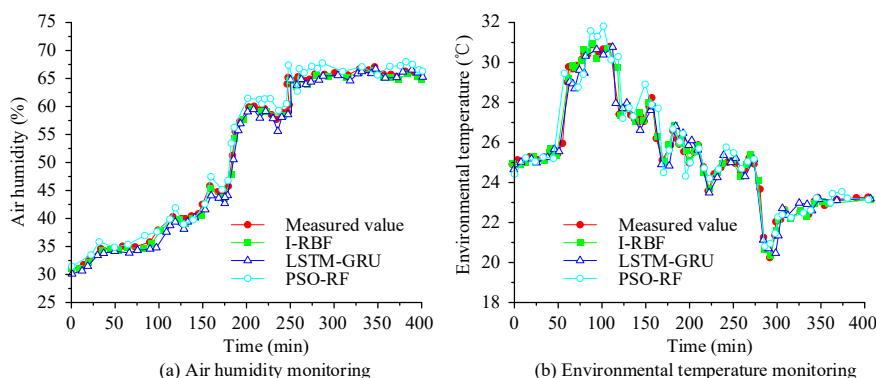 75
70
65
60
55
50
45
40
35
30
25
Air humidity (%)
Measured value
I-RBF
LSTM-GRU
PSO-RF
0 50 100 150 200 250 300 350 400
Time (min)
(a) Air humidity monitoring
32
30
28
26
24
22
20
18
Environmental temperature (℃)
Measured value
I-RBF
LSTM-GRU
PSO-RF
0 50 100 150 200 250 300 350 400
Time (min)
(b) Environmental temperature monitoring